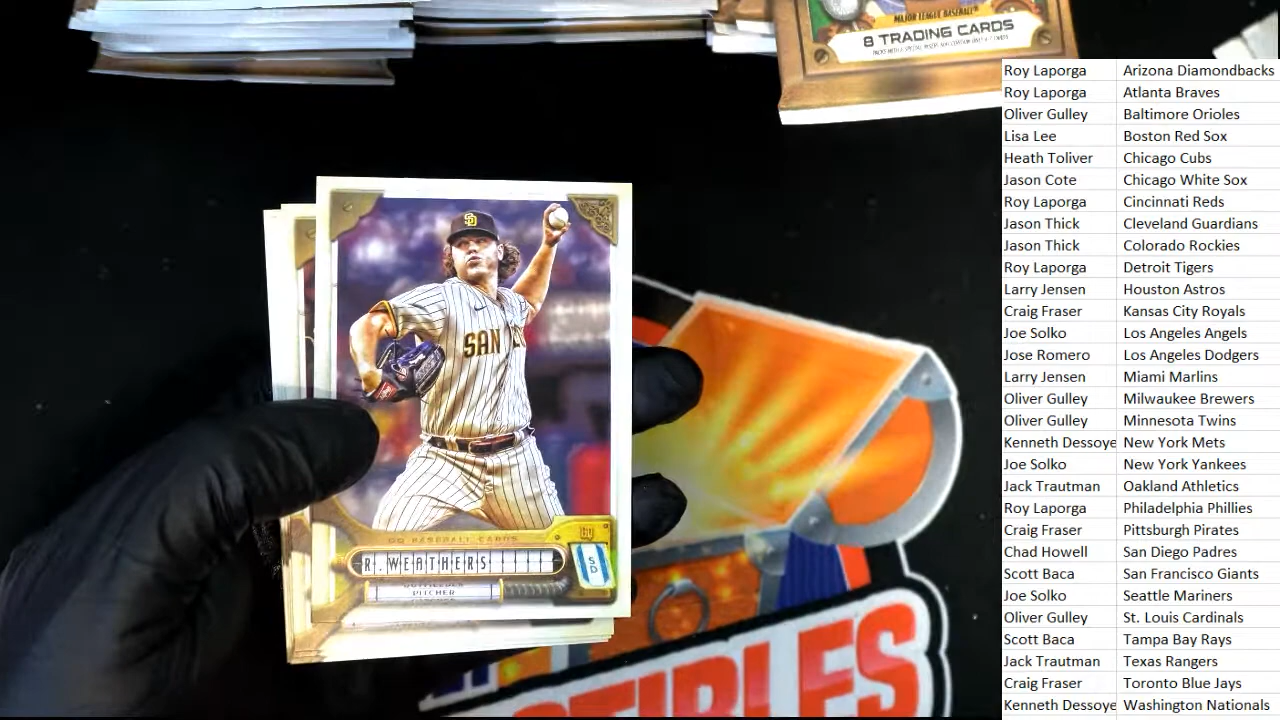 MAJOR LEAGUE BASEBALL
8 TRADING CARDS
SD
SAN
GQ BASEBALL CARDS
R. WEATHERS
SD
OUTFIELDER
PITCHER
TIBLES
Roy Laporga Arizona Diamondbacks
Roy Laporga Atlanta Braves
Oliver Gulley Baltimore Orioles
Lisa Lee Boston Red Sox
Heath Toliver Chicago Cubs
Jason Cote Chicago White Sox
Roy Laporga Cincinnati Reds
Jason Thick Cleveland Guardians
Jason Thick Colorado Rockies
Roy Laporga Detroit Tigers
Larry Jensen Houston Astros
Craig Fraser Kansas City Royals
Joe Solko Los Angeles Angels
Jose Romero Los Angeles Dodgers
Larry Jensen Miami Marlins
Oliver Gulley Milwaukee Brewers
Oliver Gulley Minnesota Twins
Kenneth Dessoye New York Mets
Joe Solko New York Yankees
Jack Trautman Oakland Athletics
Roy Laporga Philadelphia Phillies
Craig Fraser Pittsburgh Pirates
Chad Howell San Diego Padres
Scott Baca San Francisco Giants
Joe Solko Seattle Mariners
Oliver Gulley St. Louis Cardinals
Scott Baca Tampa Bay Rays
Jack Trautman Texas Rangers
Craig Fraser Toronto Blue Jays
Kenneth Dessoye Washington Nationals